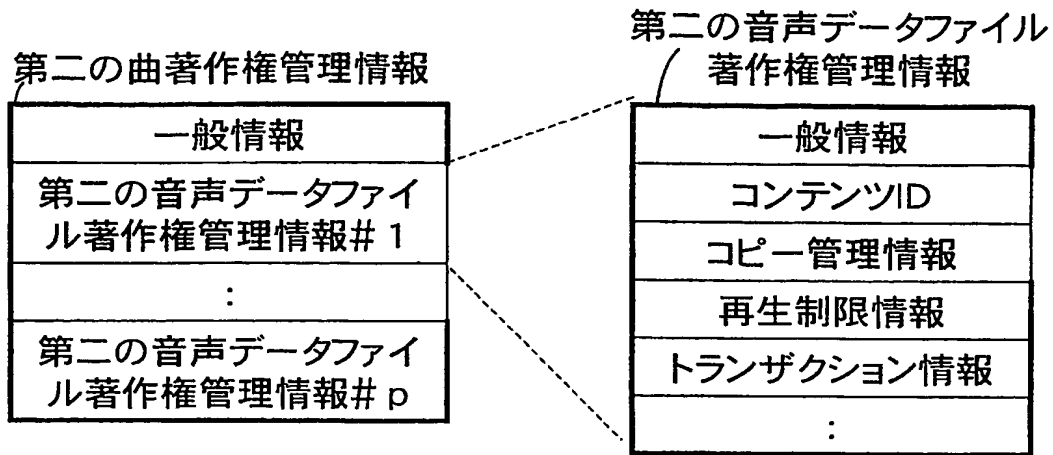 第二の曲著作権管理情報
一般情報
第二の音声データファイ
ル著作権管理情報#1
:
第二の音声データファイ
ル著作権管理情報#p
第二の音声データファイル
著作権管理情報
一般情報
コンテンツID
コピー管理情報
再生制限情報
トランザクション情報
: